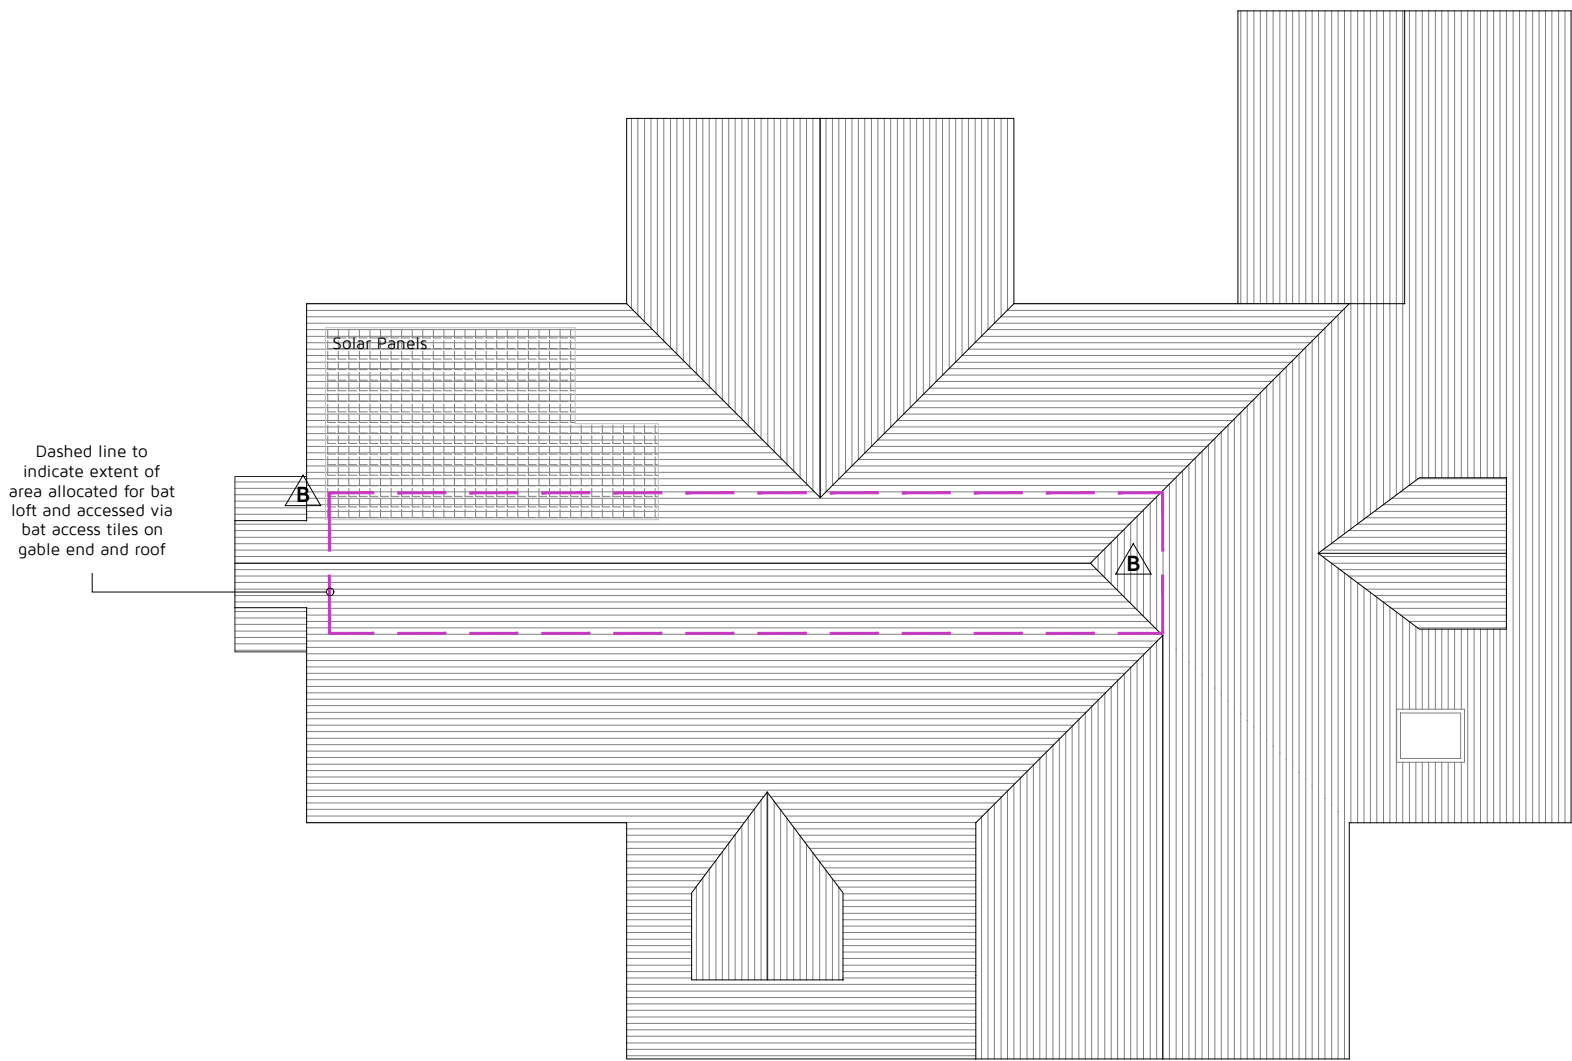 Solar Panels
Dashed line to
indicate extent of
area allocated for bat
loft and accessed via
bat access tiles on
gable end and roof
B
B